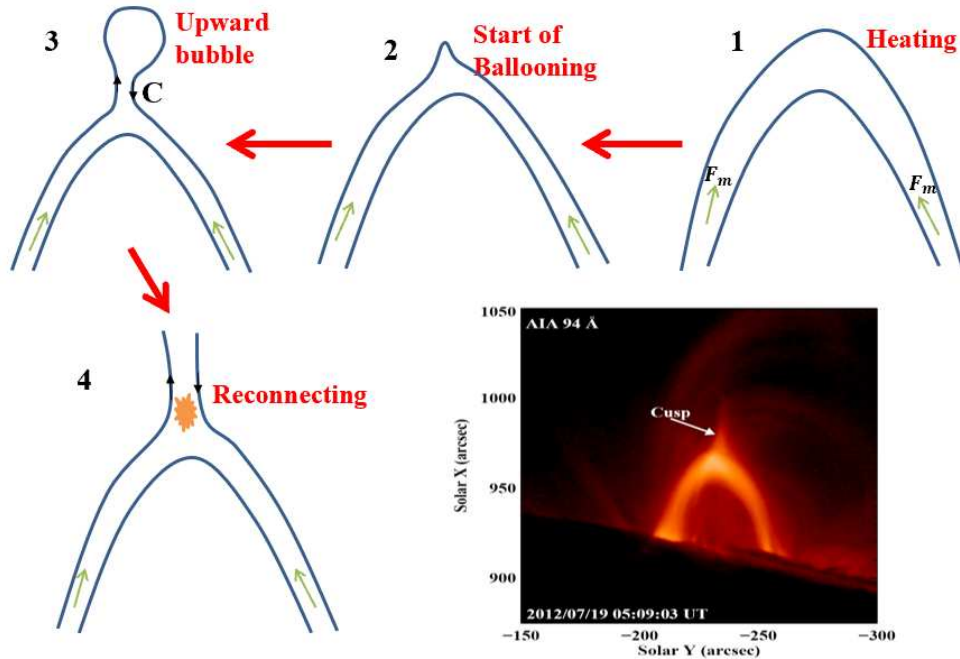 3
Upward
bubble
C
2
Start of
Ballooning
1
Heating
F_m
F_m
4
Reconnecting
AIA 94 Å
Cusp
2012/07/19 05:09:03 UT
Solar X (arcsec)
1050
1000
950
900
−150
−200
−250
−300
Solar Y (arcsec)